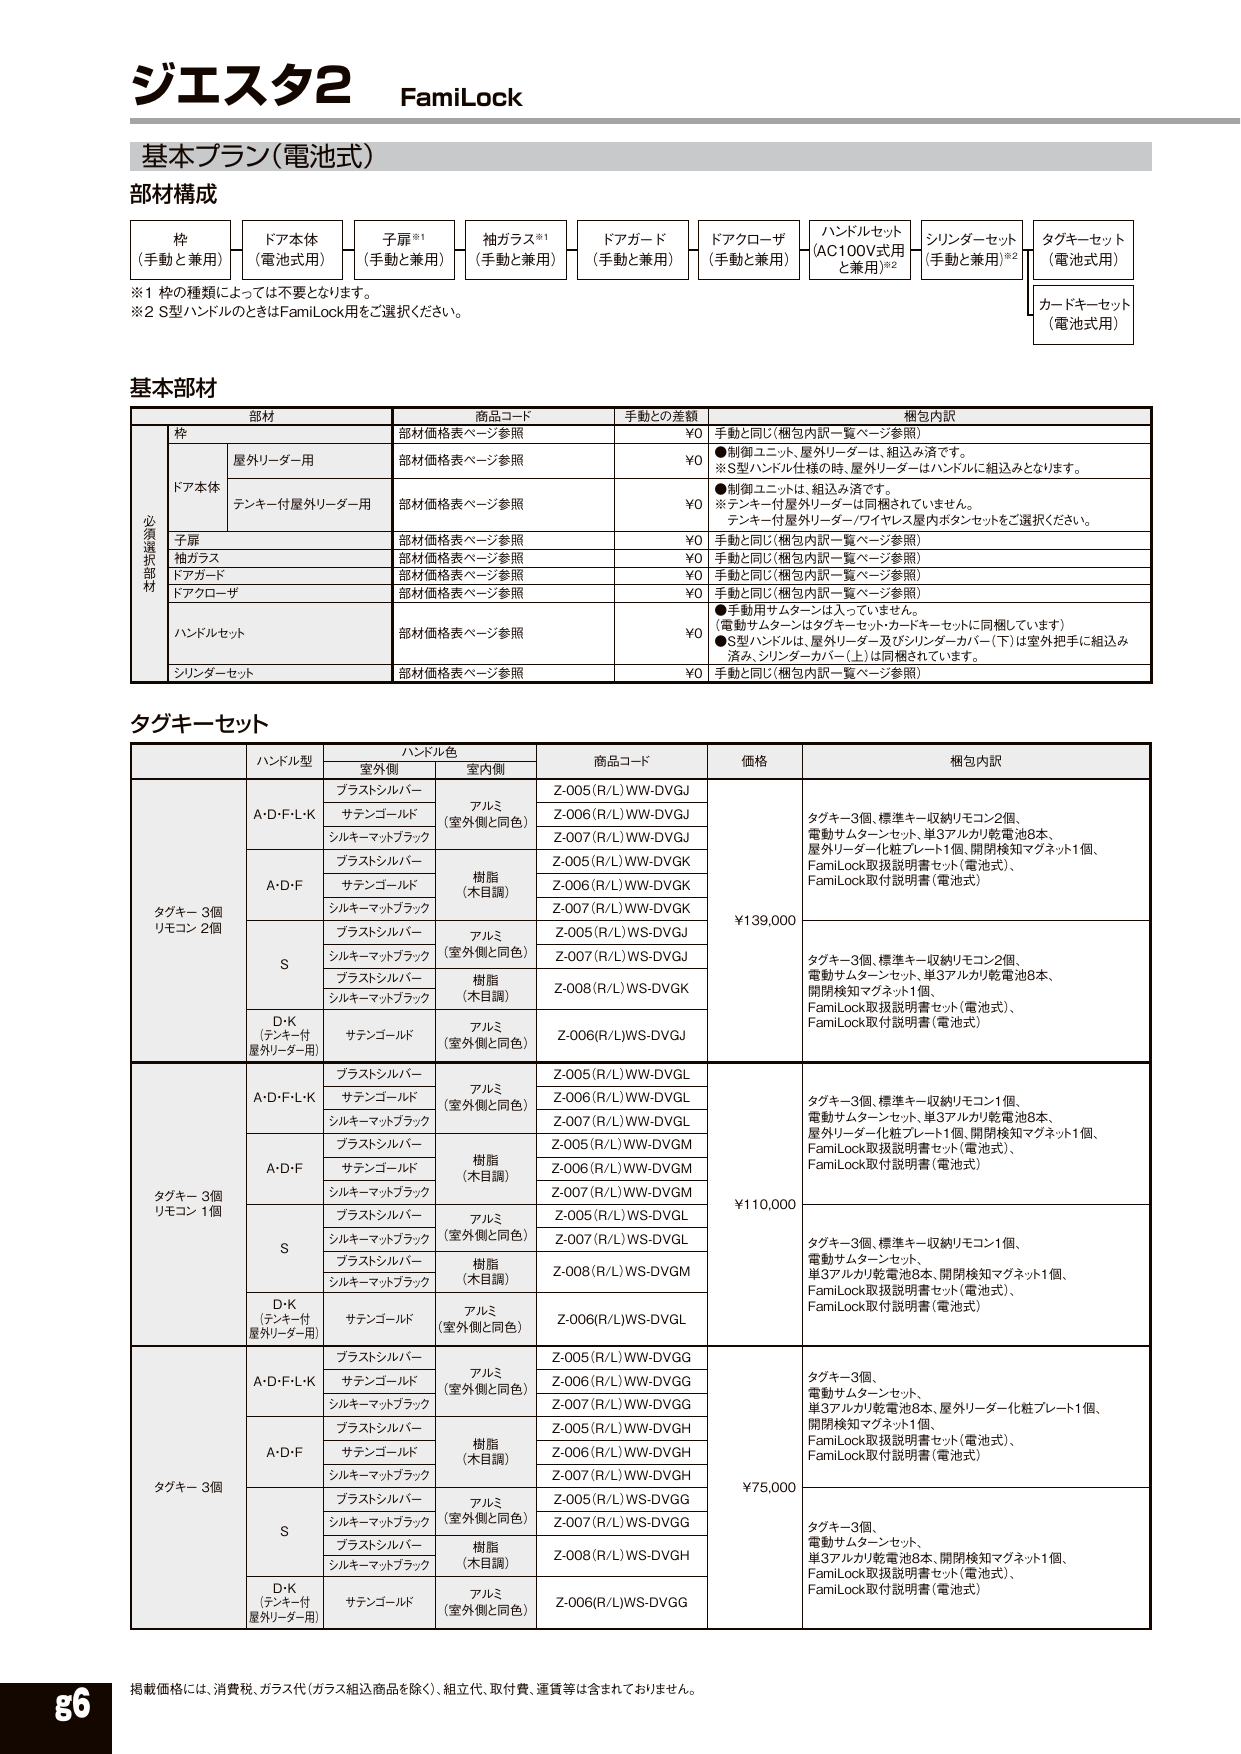 ジエスタ2 FamiLock
基本プラン（電池式）
部材構成
枠
（手動と兼用）
ドア本体
（電池式用）
子扉※1
（手動と兼用）
袖ガラス※1
（手動と兼用）
ドアガード
（手動と兼用）
ドアクローザ
（手動と兼用）
ハンドルセット
（AC100V式用
と兼用）※2
シリンダーセット
（手動と兼用）※2
タグキーセット
（電池式用）
カードキーセット
（電池式用）
※1 枠の種類によっては不要となります。
※2 S型ハンドルのときはFamiLock用をご選択ください。
基本部材
部材 商品コード 手動との差額 梱包内訳
必須選択部材
枠 部材価格表ページ参照 ¥0 手動と同じ（梱包内訳一覧ページ参照）
ドア本体
屋外リーダー用 部材価格表ページ参照 ¥0 ●制御ユニット、屋外リーダーは、組込み済です。
※S型ハンドル仕様の時、屋外リーダーはハンドルに組込みとなります。
テンキー付屋外リーダー用 部材価格表ページ参照 ¥0 ●制御ユニットは、組込み済です。
※テンキー付屋外リーダーは同梱されていません。
テンキー付屋外リーダー/ワイヤレス屋内ボタンセットをご選択ください。
子扉 部材価格表ページ参照 ¥0 手動と同じ（梱包内訳一覧ページ参照）
袖ガラス 部材価格表ページ参照 ¥0 手動と同じ（梱包内訳一覧ページ参照）
ドアガード 部材価格表ページ参照 ¥0 手動と同じ（梱包内訳一覧ページ参照）
ドアクローザ 部材価格表ページ参照 ¥0 手動と同じ（梱包内訳一覧ページ参照）
ハンドルセット 部材価格表ページ参照 ¥0 ●手動用サムターンは入っていません。
（電動サムターンはタグキーセット・カードキーセットに同梱しています）
●S型ハンドルは、屋外リーダー及びシリンダーカバー（下）は室外把手に組込み
済み、シリンダーカバー（上）は同梱されています。
シリンダーセット 部材価格表ページ参照 ¥0 手動と同じ（梱包内訳一覧ページ参照）
タグキーセット
ハンドル型 ハンドル色 商品コード 価格 梱包内訳
室外側 室内側
タグキー 3個
リモコン 2個
A・D・F・L・K
ブラストシルバー Z-005（R/L）WW-DVGJ
サテンゴールド Z-006（R/L）WW-DVGJ
シルキーマットブラック Z-007（R/L）WW-DVGJ
アルミ
（室外側と同色）
A・D・F
ブラストシルバー Z-005（R/L）WW-DVGK
サテンゴールド Z-006（R/L）WW-DVGK
シルキーマットブラック Z-007（R/L）WW-DVGK
樹脂
（木目調）
S
ブラストシルバー Z-005（R/L）WS-DVGJ
シルキーマットブラック Z-007（R/L）WS-DVGJ
アルミ
（室外側と同色）
ブラストシルバー
シルキーマットブラック
樹脂
（木目調）
Z-008（R/L）WS-DVGK
D・K
（テンキー付
屋外リーダー用）
サテンゴールド
アルミ
（室外側と同色）
Z-006(R/L)WS-DVGJ
¥139,000
タグキー3個、標準キー収納リモコン2個、
電動サムターンセット、単3アルカリ乾電池8本、
屋外リーダー化粧プレート1個、開閉検知マグネット1個、
FamiLock取扱説明書セット（電池式）、
FamiLock取付説明書（電池式）
タグキー3個、標準キー収納リモコン2個、
電動サムターンセット、単3アルカリ乾電池8本、
開閉検知マグネット1個、
FamiLock取扱説明書セット（電池式）、
FamiLock取付説明書（電池式）
タグキー 3個
リモコン 1個
A・D・F・L・K
ブラストシルバー Z-005（R/L）WW-DVGL
サテンゴールド Z-006（R/L）WW-DVGL
シルキーマットブラック Z-007（R/L）WW-DVGL
アルミ
（室外側と同色）
A・D・F
ブラストシルバー Z-005（R/L）WW-DVGM
サテンゴールド Z-006（R/L）WW-DVGM
シルキーマットブラック Z-007（R/L）WW-DVGM
樹脂
（木目調）
S
ブラストシルバー Z-005（R/L）WS-DVGL
シルキーマットブラック Z-007（R/L）WS-DVGL
アルミ
（室外側と同色）
ブラストシルバー
シルキーマットブラック
樹脂
（木目調）
Z-008（R/L）WS-DVGM
D・K
（テンキー付
屋外リーダー用）
サテンゴールド
アルミ
（室外側と同色）
Z-006(R/L)WS-DVGL
¥110,000
タグキー3個、標準キー収納リモコン1個、
電動サムターンセット、単3アルカリ乾電池8本、
屋外リーダー化粧プレート1個、開閉検知マグネット1個、
FamiLock取扱説明書セット（電池式）、
FamiLock取付説明書（電池式）
タグキー3個、標準キー収納リモコン1個、
電動サムターンセット、
単3アルカリ乾電池8本、開閉検知マグネット1個、
FamiLock取扱説明書セット（電池式）、
FamiLock取付説明書（電池式）
タグキー 3個
A・D・F・L・K
ブラストシルバー Z-005（R/L）WW-DVGG
サテンゴールド Z-006（R/L）WW-DVGG
シルキーマットブラック Z-007（R/L）WW-DVGG
アルミ
（室外側と同色）
A・D・F
ブラストシルバー Z-005（R/L）WW-DVGH
サテンゴールド Z-006（R/L）WW-DVGH
シルキーマットブラック Z-007（R/L）WW-DVGH
樹脂
（木目調）
S
ブラストシルバー Z-005（R/L）WS-DVGG
シルキーマットブラック Z-007（R/L）WS-DVGG
アルミ
（室外側と同色）
ブラストシルバー
シルキーマットブラック
樹脂
（木目調）
Z-008（R/L）WS-DVGH
D・K
（テンキー付
屋外リーダー用）
サテンゴールド
アルミ
（室外側と同色）
Z-006(R/L)WS-DVGG
¥75,000
タグキー3個、
電動サムターンセット、
単3アルカリ乾電池8本、屋外リーダー化粧プレート1個、
開閉検知マグネット1個、
FamiLock取扱説明書セット（電池式）、
FamiLock取付説明書（電池式）
タグキー3個、
電動サムターンセット、
単3アルカリ乾電池8本、開閉検知マグネット1個、
FamiLock取扱説明書セット（電池式）、
FamiLock取付説明書（電池式）
g6
掲載価格には、消費税、ガラス代（ガラス組込商品を除く）、組立代、取付費、運賃等は含まれておりません。